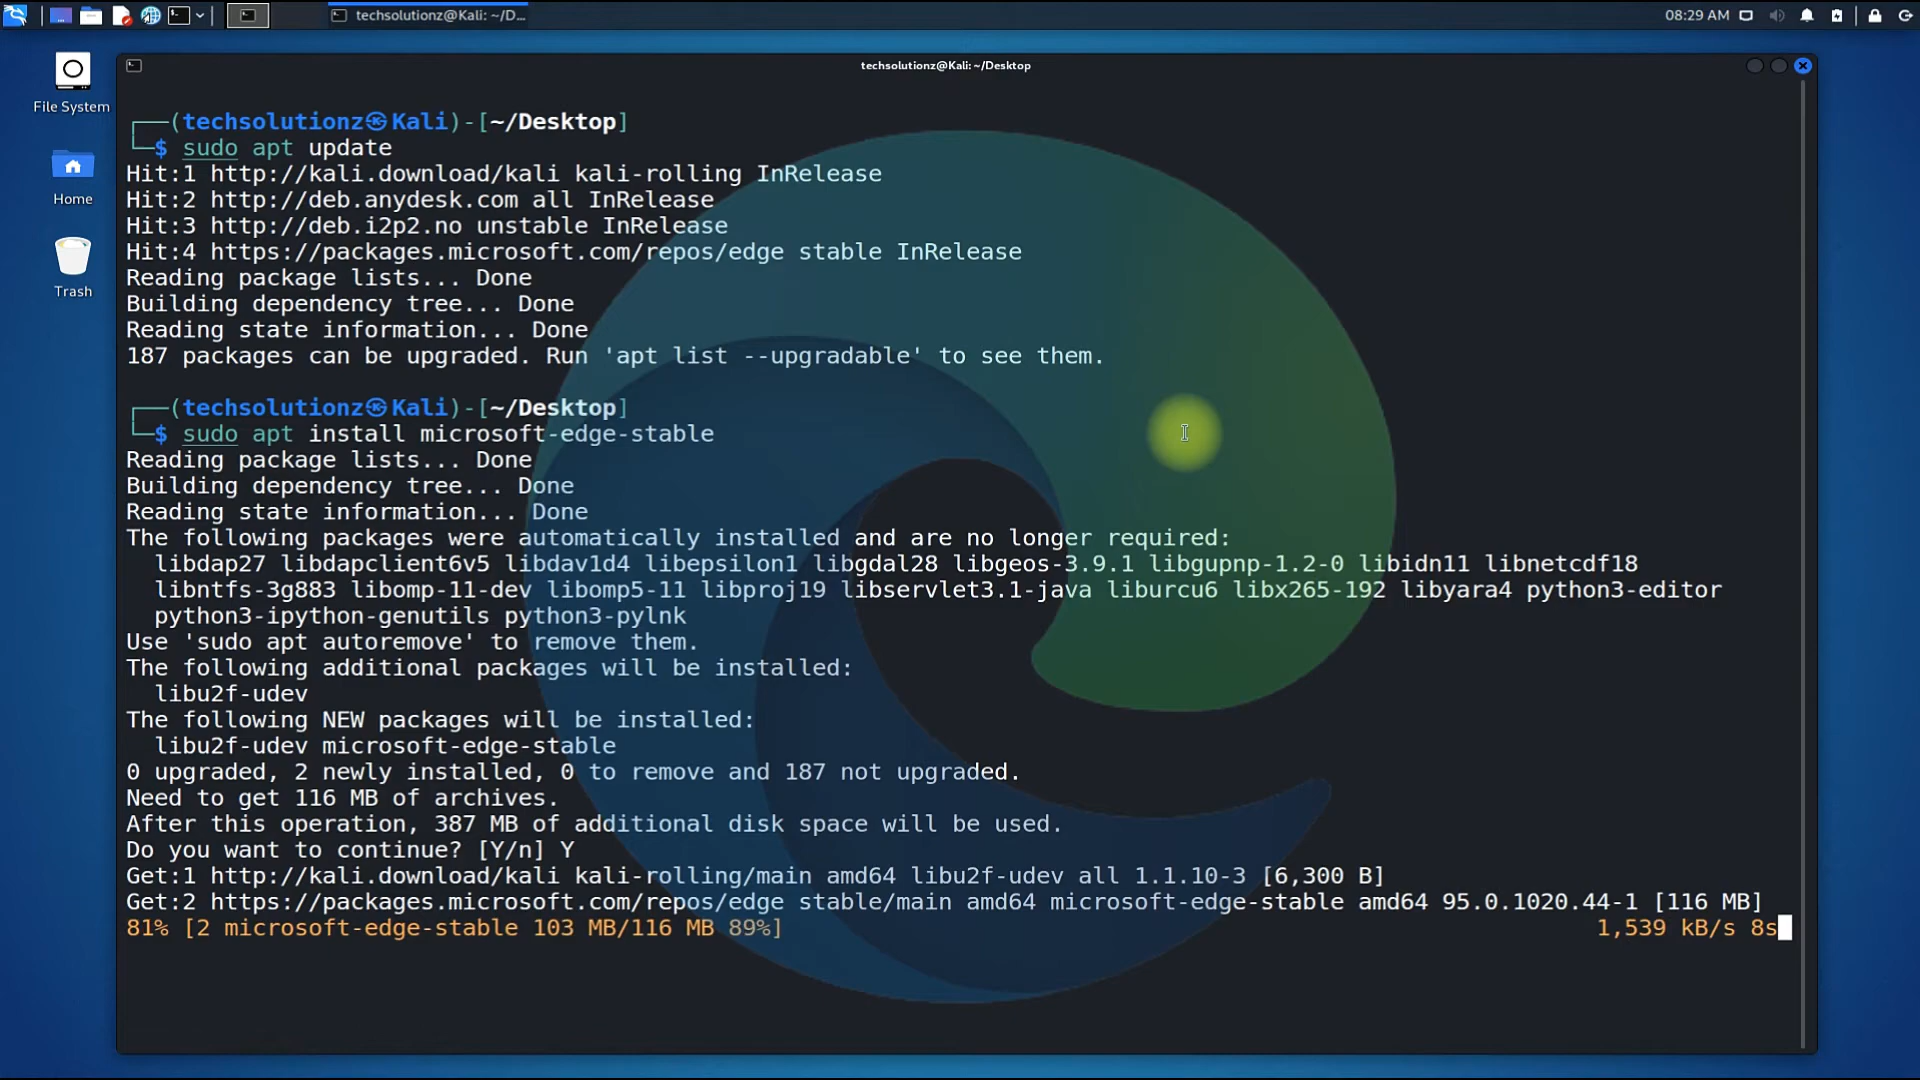 techsolutionz@Kali: ~/D...
08:29 AM
File System
Home
Trash
techsolutionz@Kali: ~/Desktop
┌──(techsolutionz㉿Kali)-[~/Desktop]
└─$ sudo apt update
Hit:1 http://kali.download/kali kali-rolling InRelease
Hit:2 http://deb.anydesk.com all InRelease
Hit:3 http://deb.i2p2.no unstable InRelease
Hit:4 https://packages.microsoft.com/repos/edge stable InRelease
Reading package lists... Done
Building dependency tree... Done
Reading state information... Done
187 packages can be upgraded. Run 'apt list --upgradable' to see them.
┌──(techsolutionz㉿Kali)-[~/Desktop]
└─$ sudo apt install microsoft-edge-stable
Reading package lists... Done
Building dependency tree... Done
Reading state information... Done
The following packages were automatically installed and are no longer required:
libdap27 libdapclient6v5 libdav1d4 libepsilon1 libgdal28 libgeos-3.9.1 libgupnp-1.2-0 libidn11 libnetcdf18
libntfs-3g883 libomp-11-dev libomp5-11 libproj19 libservlet3.1-java liburcu6 libx265-192 libyara4 python3-editor
python3-ipython-genutils python3-pylnk
Use 'sudo apt autoremove' to remove them.
The following additional packages will be installed:
libu2f-udev
The following NEW packages will be installed:
libu2f-udev microsoft-edge-stable
0 upgraded, 2 newly installed, 0 to remove and 187 not upgraded.
Need to get 116 MB of archives.
After this operation, 387 MB of additional disk space will be used.
Do you want to continue? [Y/n] Y
Get:1 http://kali.download/kali kali-rolling/main amd64 libu2f-udev all 1.1.10-3 [6,300 B]
Get:2 https://packages.microsoft.com/repos/edge stable/main amd64 microsoft-edge-stable amd64 95.0.1020.44-1 [116 MB]
81% [2 microsoft-edge-stable 103 MB/116 MB 89%] 1,539 kB/s 8s